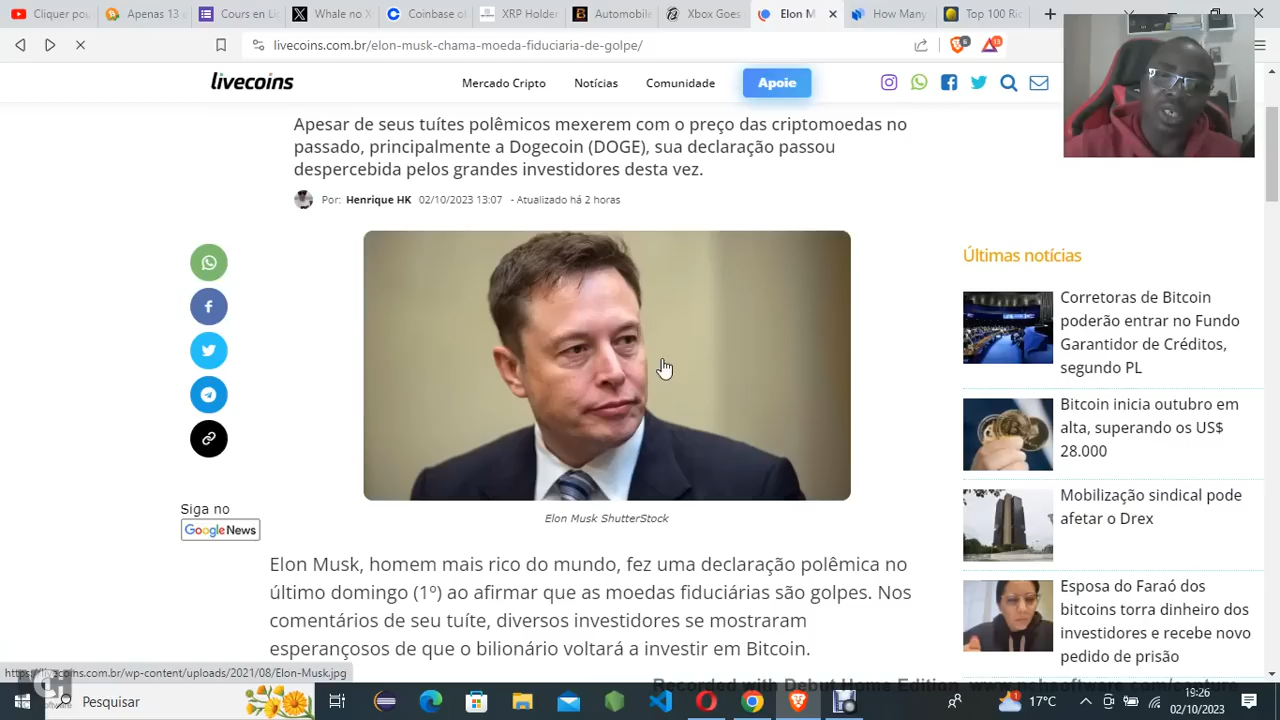 Cliquez pou
Apenas 13 e
Cours en Li
Whale no X
Coinbase o
XRP Holder
Automobile
Xbox Goes
Elon M
How Many
Top 100 Ric
livecoins.com.br/elon-musk-chama-moeda-fiduciaria-de-golpe/
livecoins
Mercado Cripto
Notícias
Comunidade
Apoie
Apesar de seus tuítes polêmicos mexerem com o preço das criptomoedas no
passado, principalmente a Dogecoin (DOGE), sua declaração passou
despercebida pelos grandes investidores desta vez.
Por: Henrique HK 02/10/2023 13:07 - Atualizado há 2 horas
Siga no
Google News
Elon Musk ShutterStock
Elon Musk, homem mais rico do mundo, fez uma declaração polêmica no
último domingo (1º) ao afirmar que as moedas fiduciárias são golpes. Nos
comentários de seu tuíte, diversos investidores se mostraram
esperançosos de que o bilionário voltará a investir em Bitcoin.
Últimas notícias
Corretoras de Bitcoin
poderão entrar no Fundo
Garantidor de Créditos,
segundo PL
Bitcoin inicia outubro em
alta, superando os US$
28.000
Mobilização sindical pode
afetar o Drex
Esposa do Faraó dos
bitcoins torra dinheiro dos
investidores e recebe novo
pedido de prisão
https://livecoins.com.br/wp-content/uploads/2021/08/Elon-Musk.jpg
Recorded with Debut Home Edition www.nchsoftware.com/capture
Pesquisar
17°C
19:26
02/10/2023